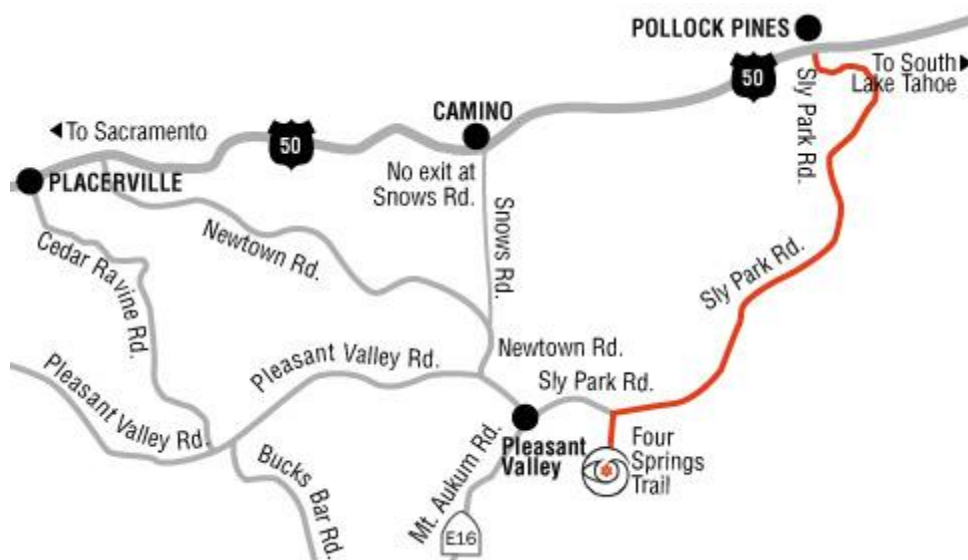 POLLOCK PINES
50
To South
Lake Tahoe
Sly Park Rd.
CAMINO
To Sacramento
50
No exit at
Snows Rd.
PLACERVILLE
Snows Rd.
Newtown Rd.
Cedar Ravine Rd.
Sly Park Rd.
Pleasant Valley Rd.
Newtown Rd.
Sly Park Rd.
Pleasant Valley Rd.
Pleasant
Valley
Four
Springs
Trail
Bucks Bar Rd.
Mt. Aukum Rd.
E16